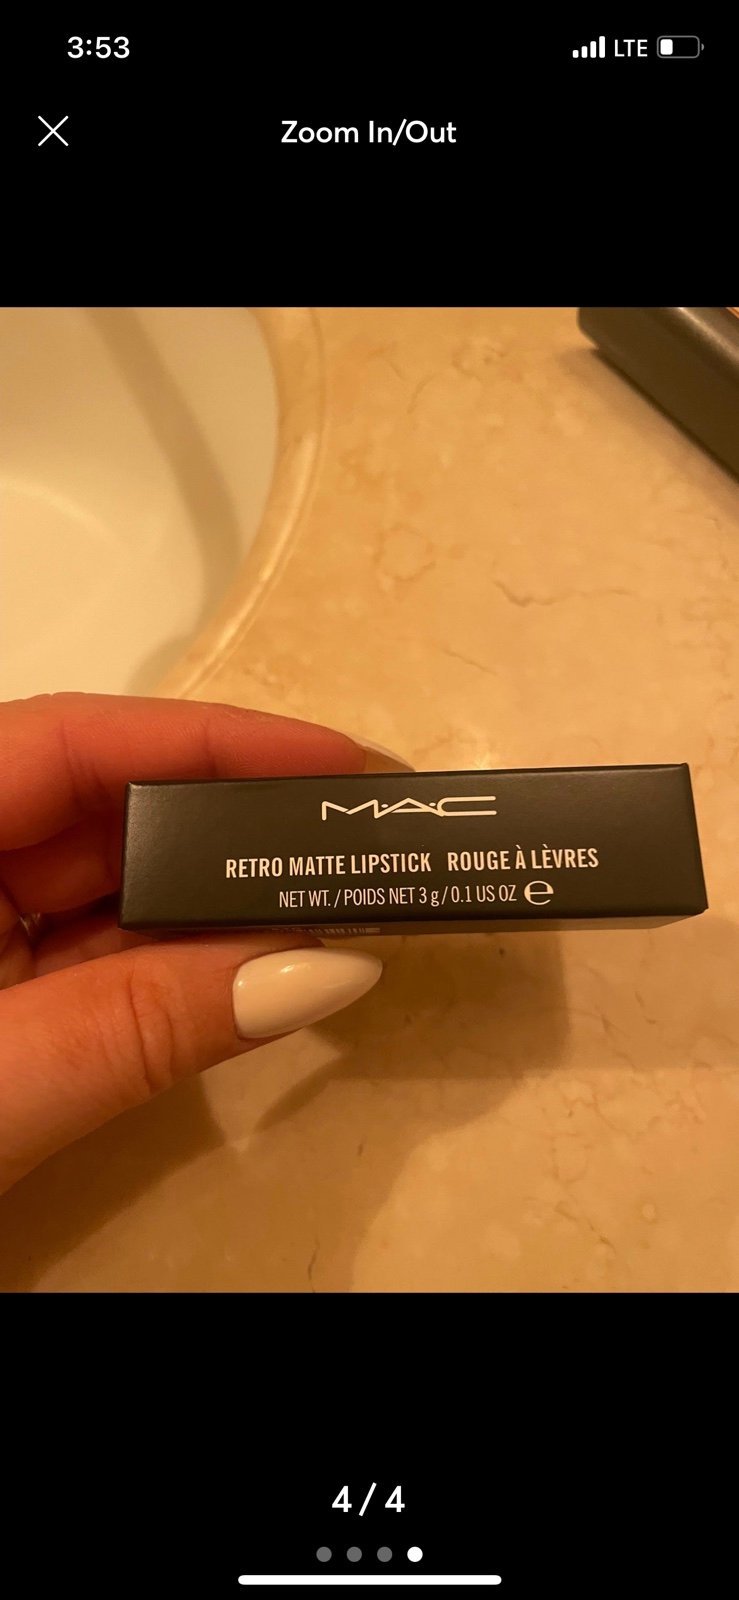 3:53 LTE
Zoom In/Out
M·A·C
RETRO MATTE LIPSTICK ROUGE À LÈVRES
NET WT. / POIDS NET 3 g / 0.1 US OZ ℮
4 / 4